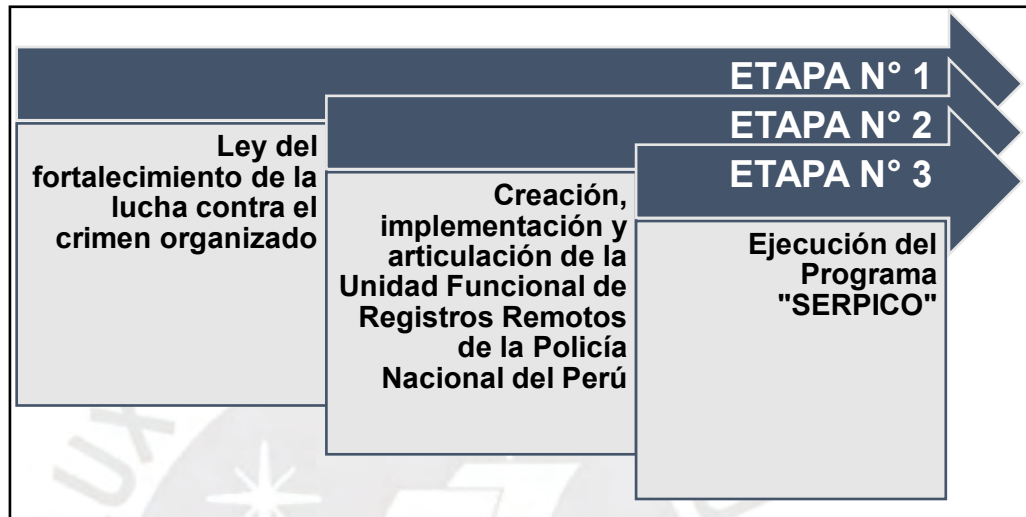 ETAPA N° 1
Ley del
fortalecimiento de la
lucha contra el
crimen organizado
ETAPA N° 2
Creación,
implementación y
articulación de la
Unidad Funcional de
Registros Remotos
de la Policía
Nacional del Perú
ETAPA N° 3
Ejecución del
Programa
"SERPICO"
UX